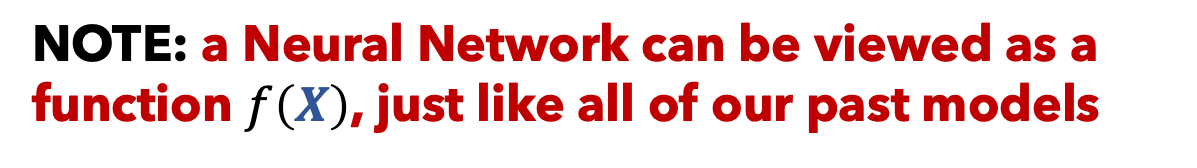 NOTE: a Neural Network can be viewed as a
function f(X), just like all of our past models